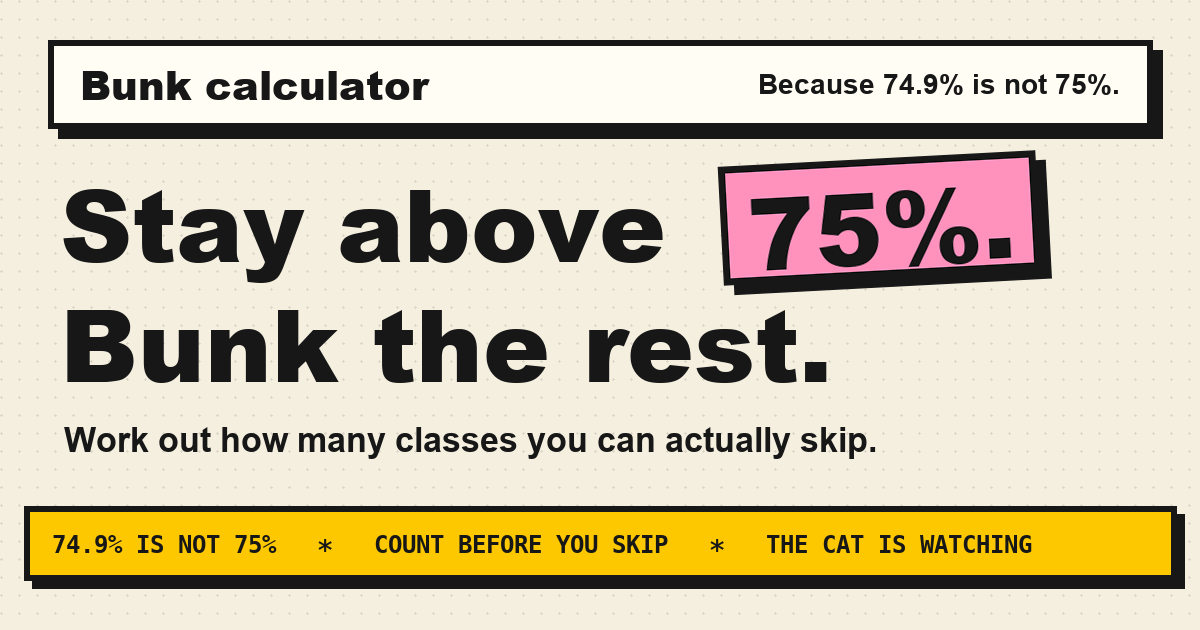 Bunk calculator
Because 74.9% is not 75%.
Stay above 75%.
Bunk the rest.
Work out how many classes you can actually skip.
74.9% IS NOT 75% * COUNT BEFORE YOU SKIP * THE CAT IS WATCHING